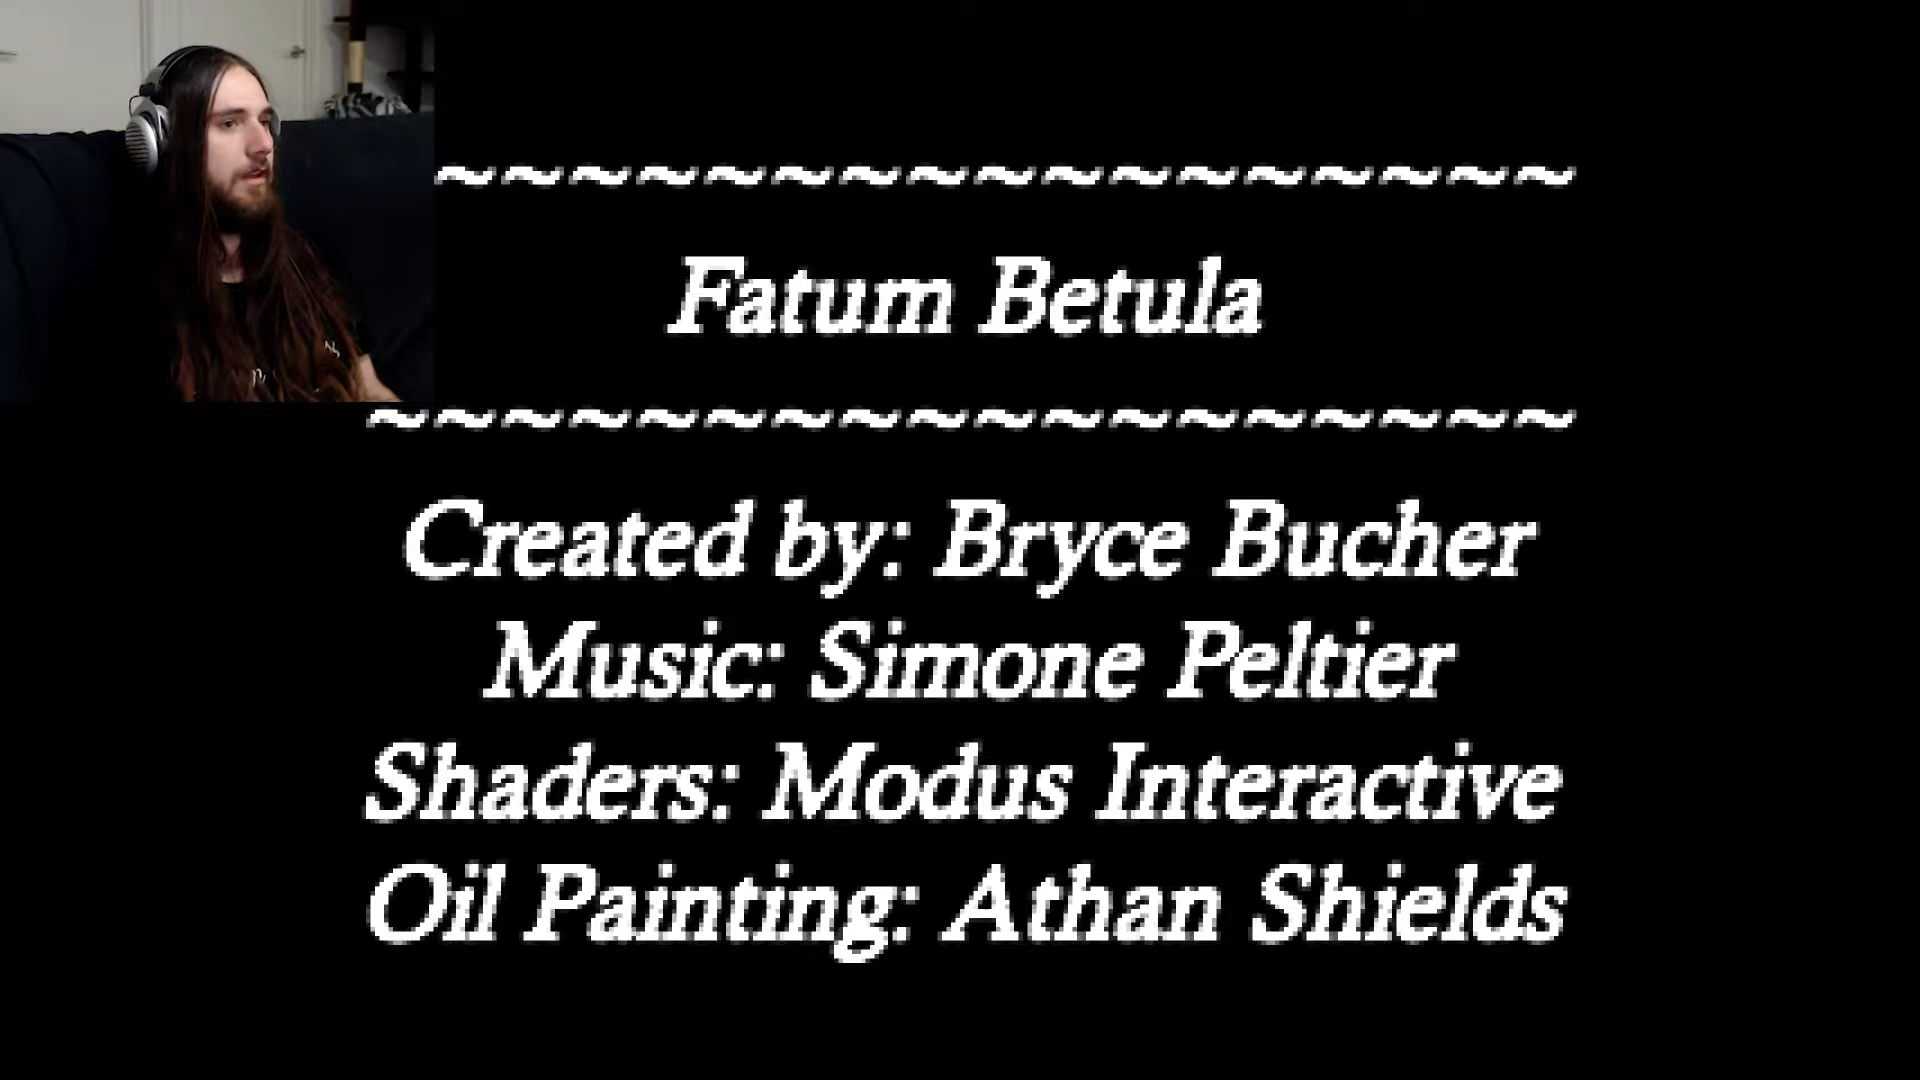 ~~~~~~~~~~~~~~~~~
Fatum Betula
~~~~~~~~~~~~~~~~~~
Created by: Bryce Bucher
Music: Simone Peltier
Shaders: Modus Interactive
Oil Painting: Athan Shields